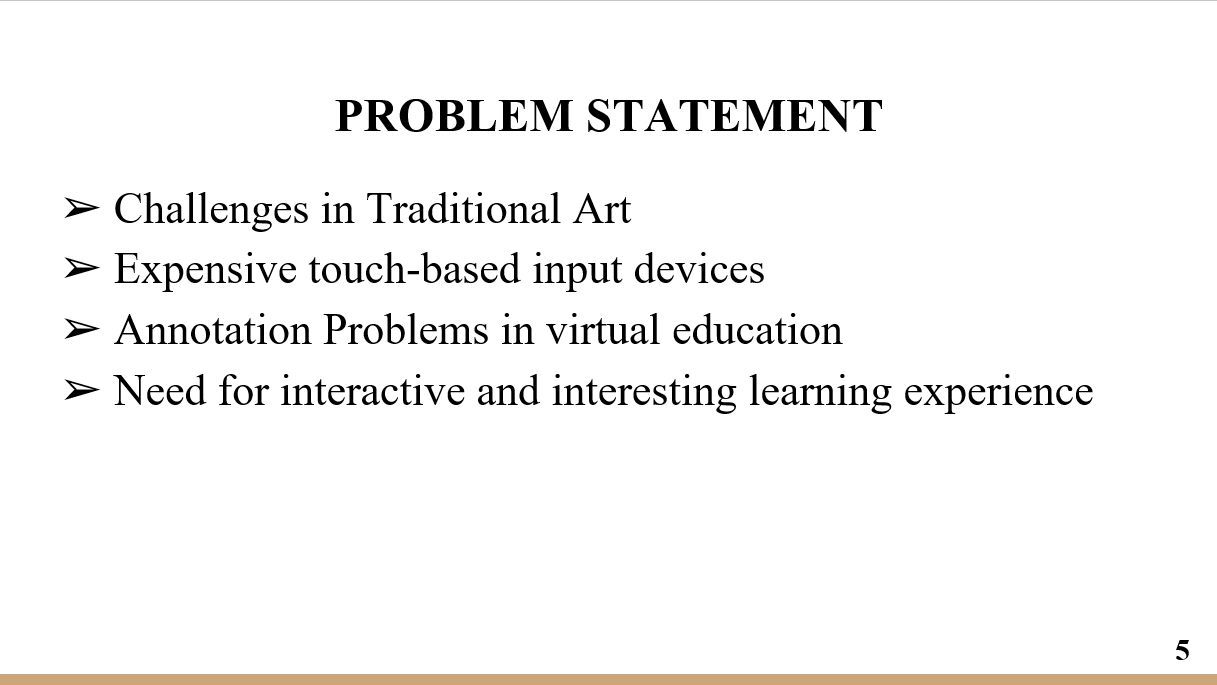 PROBLEM STATEMENT
➢ Challenges in Traditional Art
➢ Expensive touch-based input devices
➢ Annotation Problems in virtual education
➢ Need for interactive and interesting learning experience
5